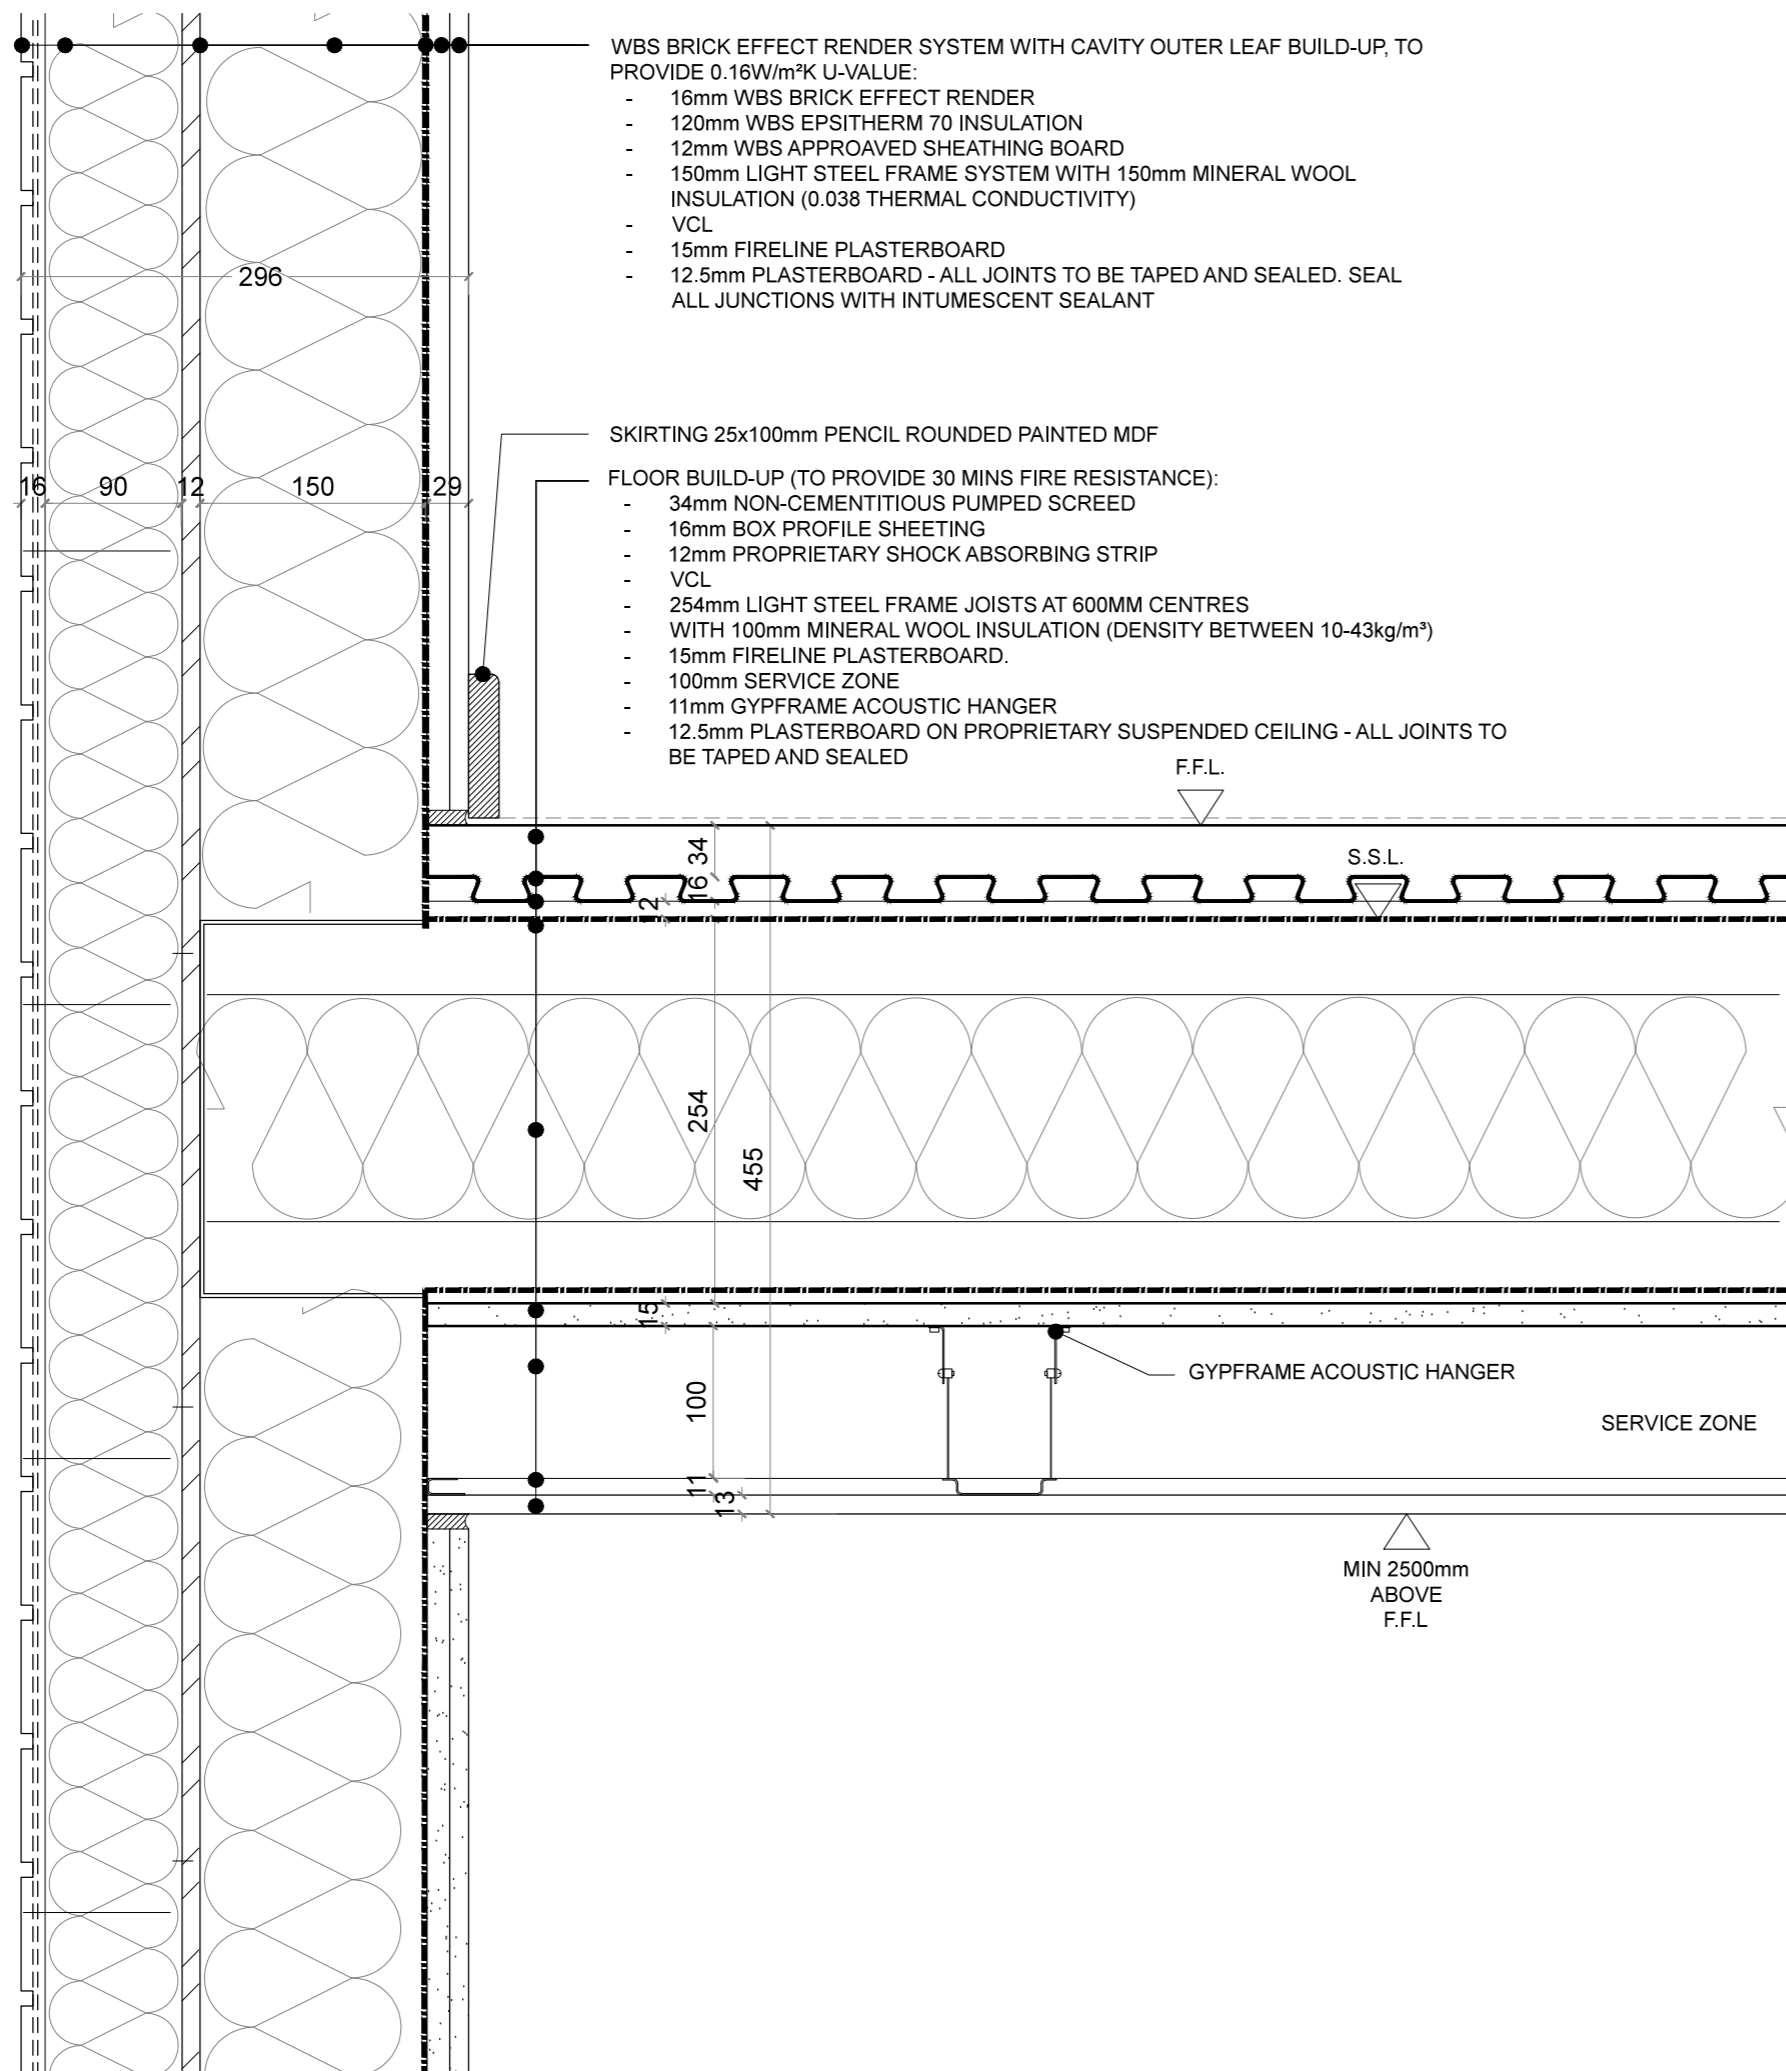 WBS BRICK EFFECT RENDER SYSTEM WITH CAVITY OUTER LEAF BUILD-UP, TO
PROVIDE 0.16W/m²K U-VALUE:
- 16mm WBS BRICK EFFECT RENDER
- 120mm WBS EPSITHERM 70 INSULATION
- 12mm WBS APPROAVED SHEATHING BOARD
- 150mm LIGHT STEEL FRAME SYSTEM WITH 150mm MINERAL WOOL
INSULATION (0.038 THERMAL CONDUCTIVITY)
- VCL
- 15mm FIRELINE PLASTERBOARD
- 12.5mm PLASTERBOARD - ALL JOINTS TO BE TAPED AND SEALED. SEAL
ALL JUNCTIONS WITH INTUMESCENT SEALANT
296
SKIRTING 25x100mm PENCIL ROUNDED PAINTED MDF
16 90 12 150 29
FLOOR BUILD-UP (TO PROVIDE 30 MINS FIRE RESISTANCE):
- 34mm NON-CEMENTITIOUS PUMPED SCREED
- 16mm BOX PROFILE SHEETING
- 12mm PROPRIETARY SHOCK ABSORBING STRIP
- VCL
- 254mm LIGHT STEEL FRAME JOISTS AT 600MM CENTRES
- WITH 100mm MINERAL WOOL INSULATION (DENSITY BETWEEN 10-43kg/m³)
- 15mm FIRELINE PLASTERBOARD.
- 100mm SERVICE ZONE
- 11mm GYPFRAME ACOUSTIC HANGER
- 12.5mm PLASTERBOARD ON PROPRIETARY SUSPENDED CEILING - ALL JOINTS TO
BE TAPED AND SEALED
F.F.L.
34
S.S.L.
16
12
254
455
15
GYPFRAME ACOUSTIC HANGER
100
SERVICE ZONE
11
13
MIN 2500mm
ABOVE
F.F.L